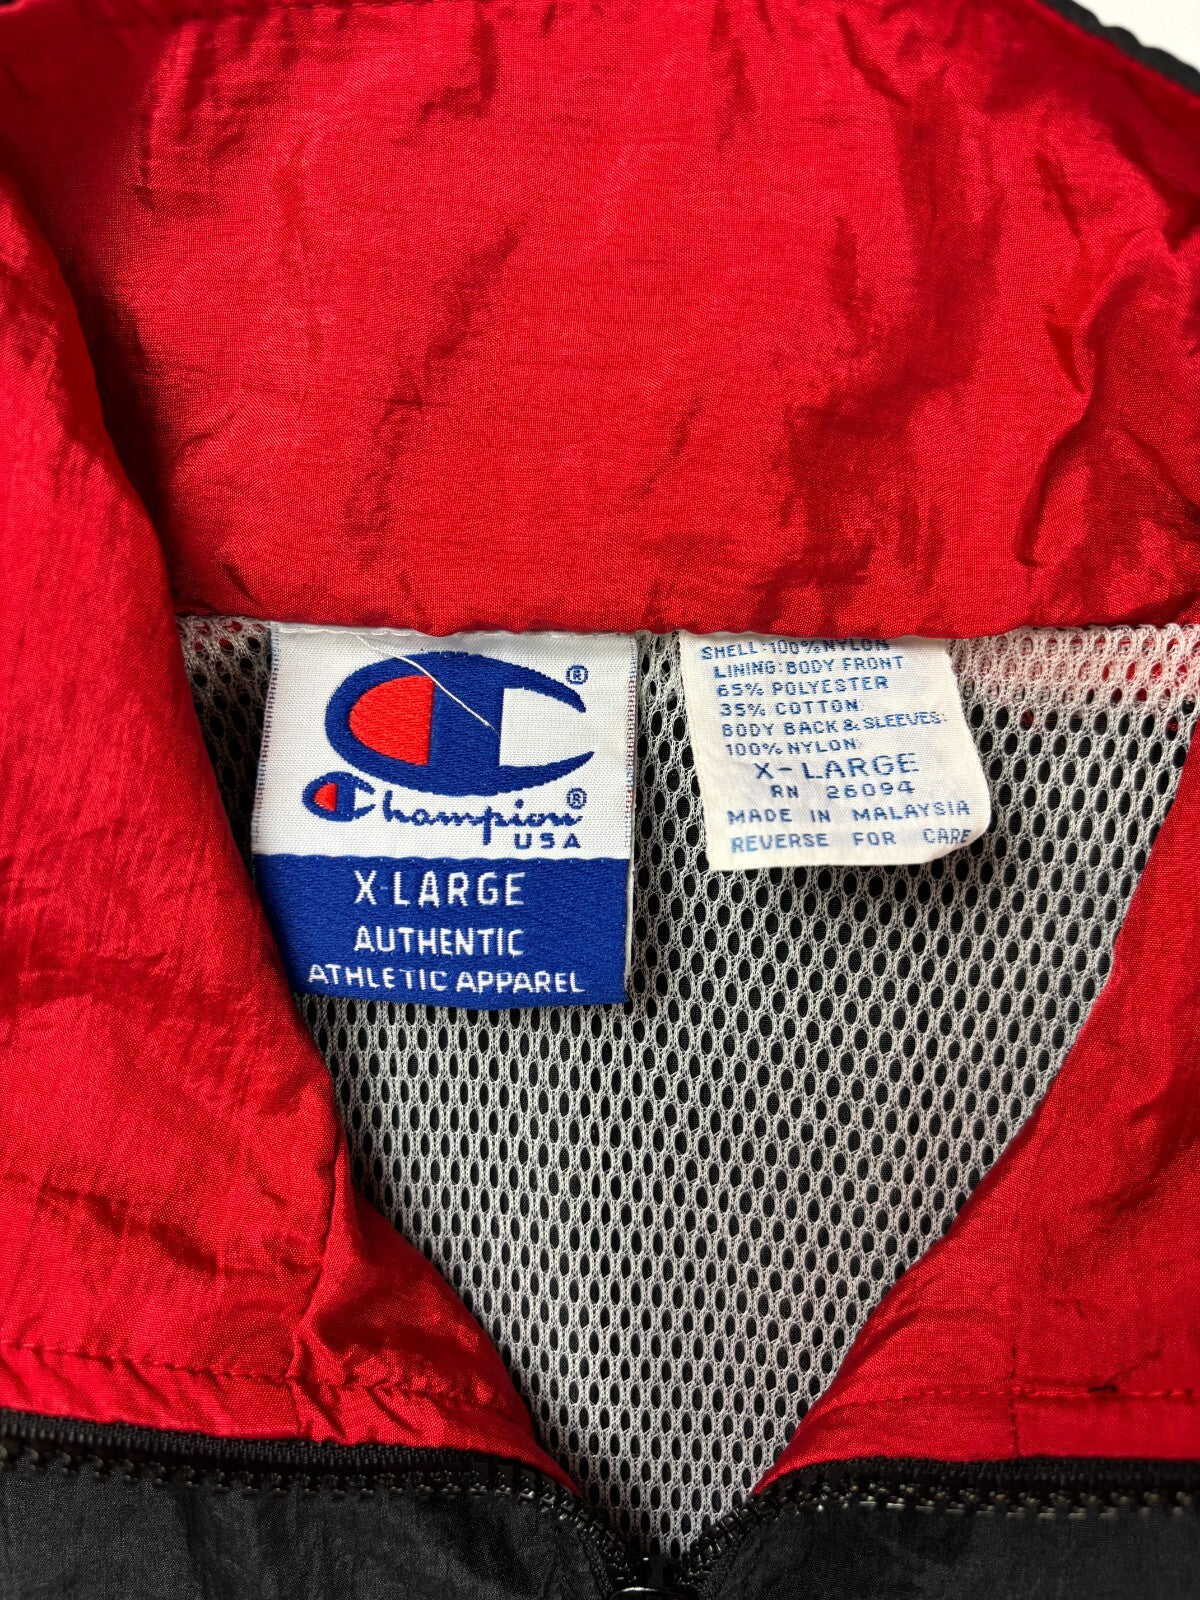 ®
Champion®
USA
X-LARGE
AUTHENTIC
ATHLETIC APPAREL
SHELL:100%NYLON
LINING:BODY FRONT
65% POLYESTER
35% COTTON
BODY BACK & SLEEVES:
100% NYLON
X-LARGE
RN 26094
MADE IN MALAYSIA
REVERSE FOR CARE